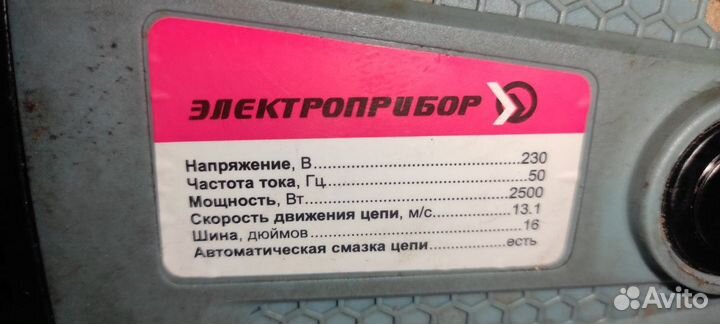 ЭЛЕКТРОПРИБОР
Напряжение, В..............................230
Частота тока, Гц..............................50
Мощность, Вт..............................2500
Скорость движения цепи, м/с..............13.1
Шина, дюймов..............................16
Автоматическая смазка цепи..............есть
Avito